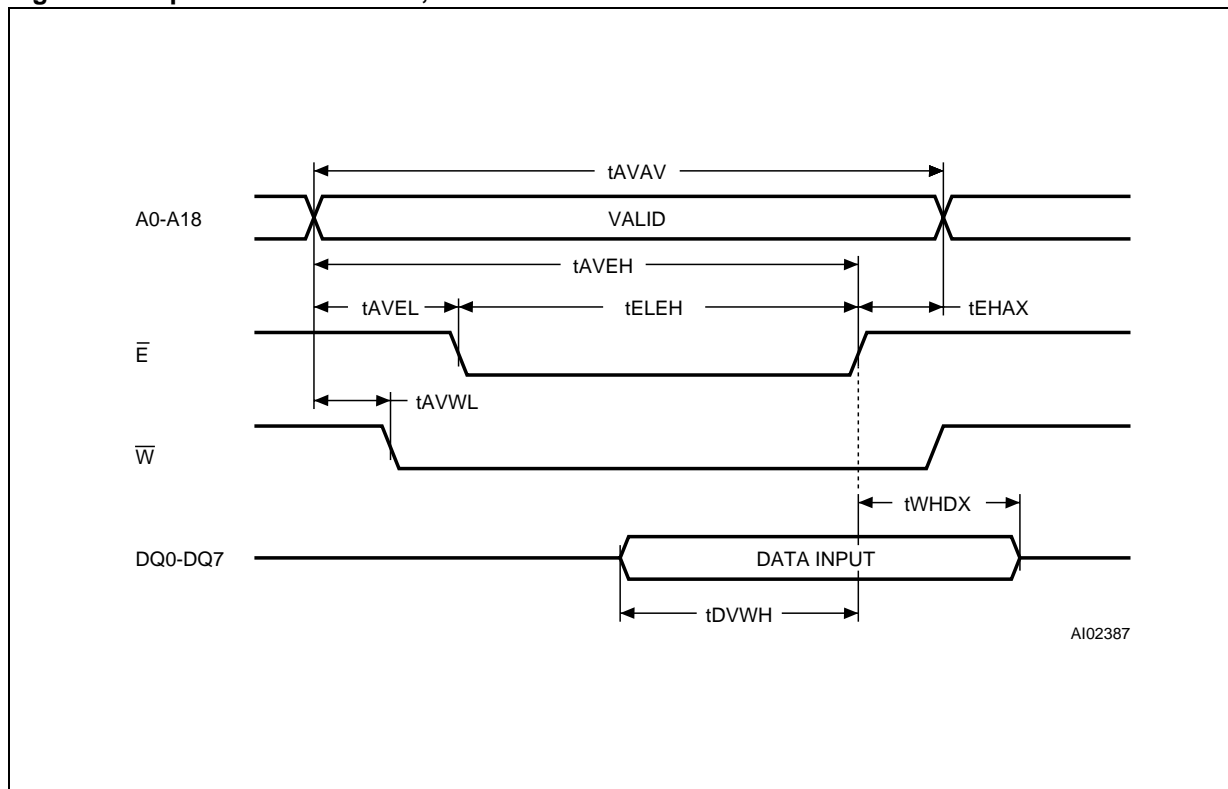 tAVAV
A0-A18
VALID
tAVEH
tAVEL
tELEH
tEHAX
E̅
tAVWL
W̅
tWHDX
DQ0-DQ7
DATA INPUT
tDVWH
AI02387